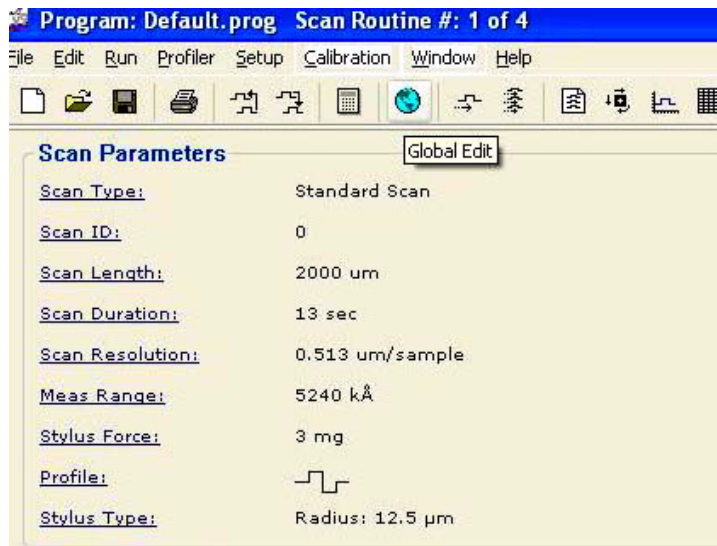 Program: Default.prog Scan Routine #: 1 of 4
File Edit Run Profiler Setup Calibration Window Help
Global Edit
Scan Parameters
Scan Type: Standard Scan
Scan ID: 0
Scan Length: 2000 um
Scan Duration: 13 sec
Scan Resolution: 0.513 um/sample
Meas Range: 5240 kÅ
Stylus Force: 3 mg
Profile:
Stylus Type: Radius: 12.5 µm